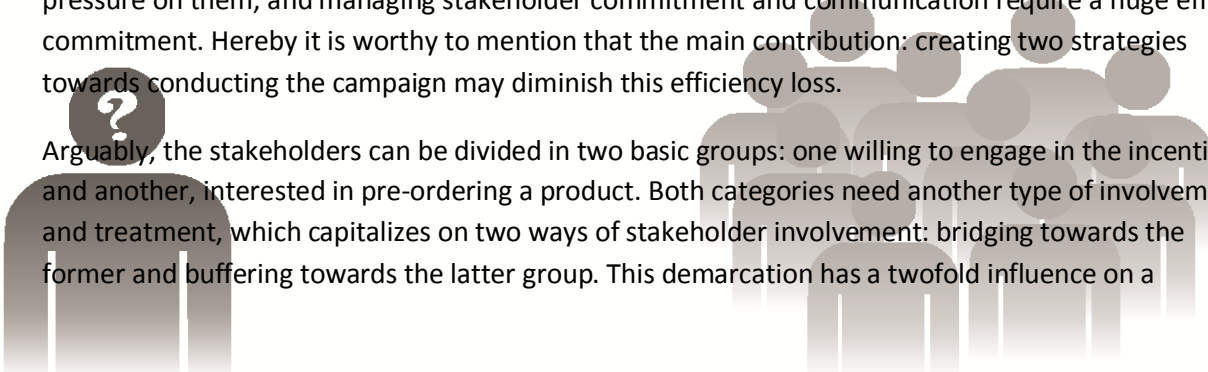 pressure on them, and managing stakeholder commitment and communication require a huge
commitment. Hereby it is worthy to mention that the main contribution: creating two strategies
towards conducting the campaign may diminish this efficiency loss.
?
Arguably, the stakeholders can be divided in two basic groups: one willing to engage in the
and another, interested in pre-ordering a product. Both categories need another type of
and treatment, which capitalizes on two ways of stakeholder involvement: bridging towards the
former and buffering towards the latter group. This demarcation has a twofold influence on a